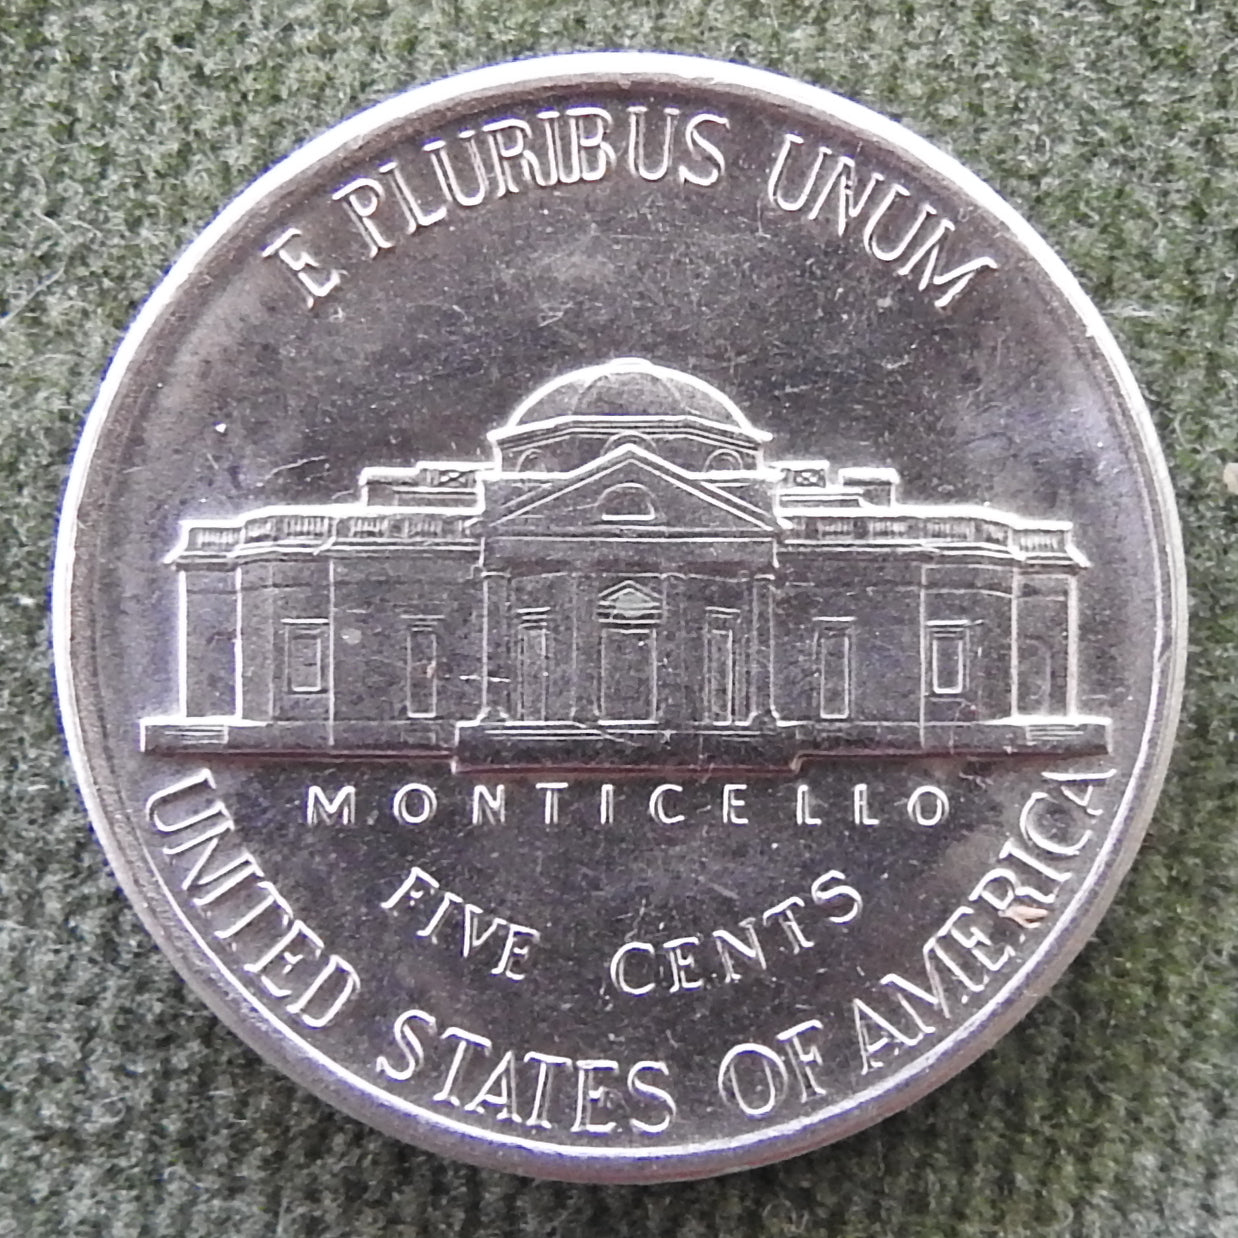 E PLURIBUS UNUM
MONTICELLO
FIVE CENTS
UNITED STATES OF AMERICA